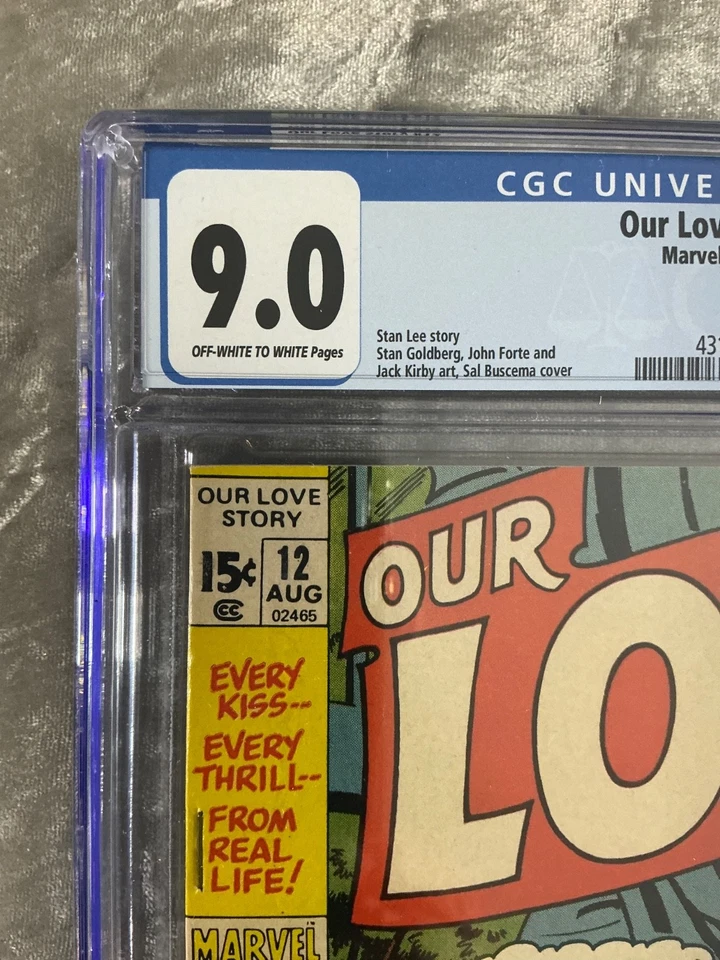 CGC UNIVE
9.0
OFF-WHITE TO WHITE Pages
Our Lov
Marvel
Stan Lee story
Stan Goldberg, John Forte and
Jack Kirby art, Sal Buscema cover
431
OUR LOVE
STORY
15¢
12
AUG
CC
02465
OUR
LO
EVERY
KISS--
EVERY
THRILL--
FROM
REAL
LIFE!
MARVEL